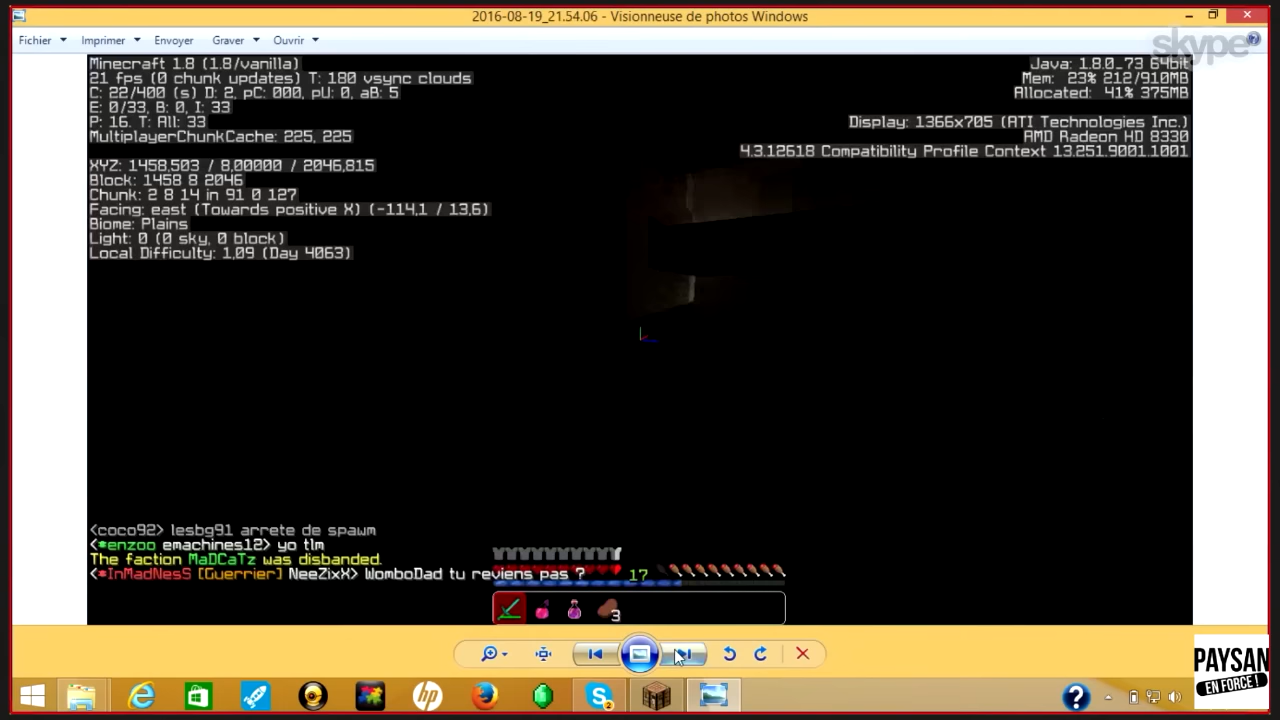 2016-08-19_21.54.06 - Visionneuse de photos Windows
Fichier Imprimer Envoyer Graver Ouvrir
skype
Minecraft 1.8 (1.8/vanilla)
21 fps (0 chunk updates) T: 180 vsync clouds
C: 22/400 (s) D: 2, pC: 000, pU: 0, aB: 5
E: 0/33, B: 0, I: 33
P: 16. T: All: 33
MultiplayerChunkCache: 225, 225
XYZ: 1458,503 / 8,00000 / 2046,815
Block: 1458 8 2046
Chunk: 2 8 14 in 91 0 127
Facing: east (Towards positive X) (-114,1 / 13,6)
Biome: Plains
Light: 0 (0 sky, 0 block)
Local Difficulty: 1,09 (Day 4063)
Java: 1.8.0_73 64bit
Mem: 23% 212/910MB
Allocated: 41% 375MB
Display: 1366x705 (ATI Technologies Inc.)
AMD Radeon HD 8330
4.3.12618 Compatibility Profile Context 13.251.9001.1001
<coco92> lesbg91 arrete de spawm
<*enzoo emachines12> yo tlm
The faction MaDCaTz was disbanded.
<*InMadNesS [Guerrier] NeeZixX> WomboDad tu reviens pas ?
17
3
hp
2
PAYSAN
EN FORCE !